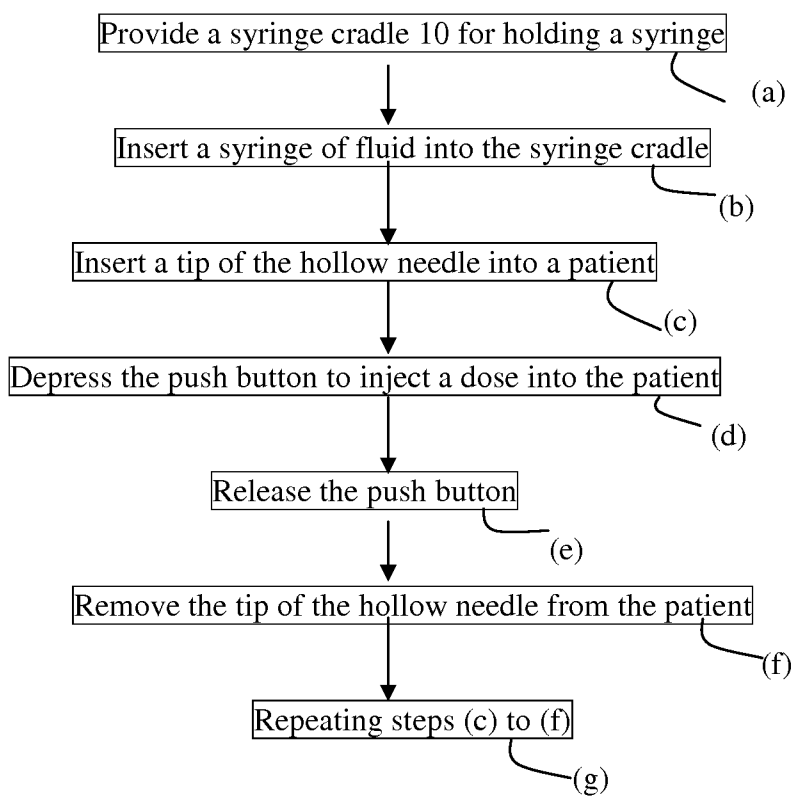 Provide a syringe cradle 10 for holding a syringe
(a)
Insert a syringe of fluid into the syringe cradle
(b)
Insert a tip of the hollow needle into a patient
(c)
Depress the push button to inject a dose into the patient
(d)
Release the push button
(e)
Remove the tip of the hollow needle from the patient
(f)
Repeating steps (c) to (f)
(g)